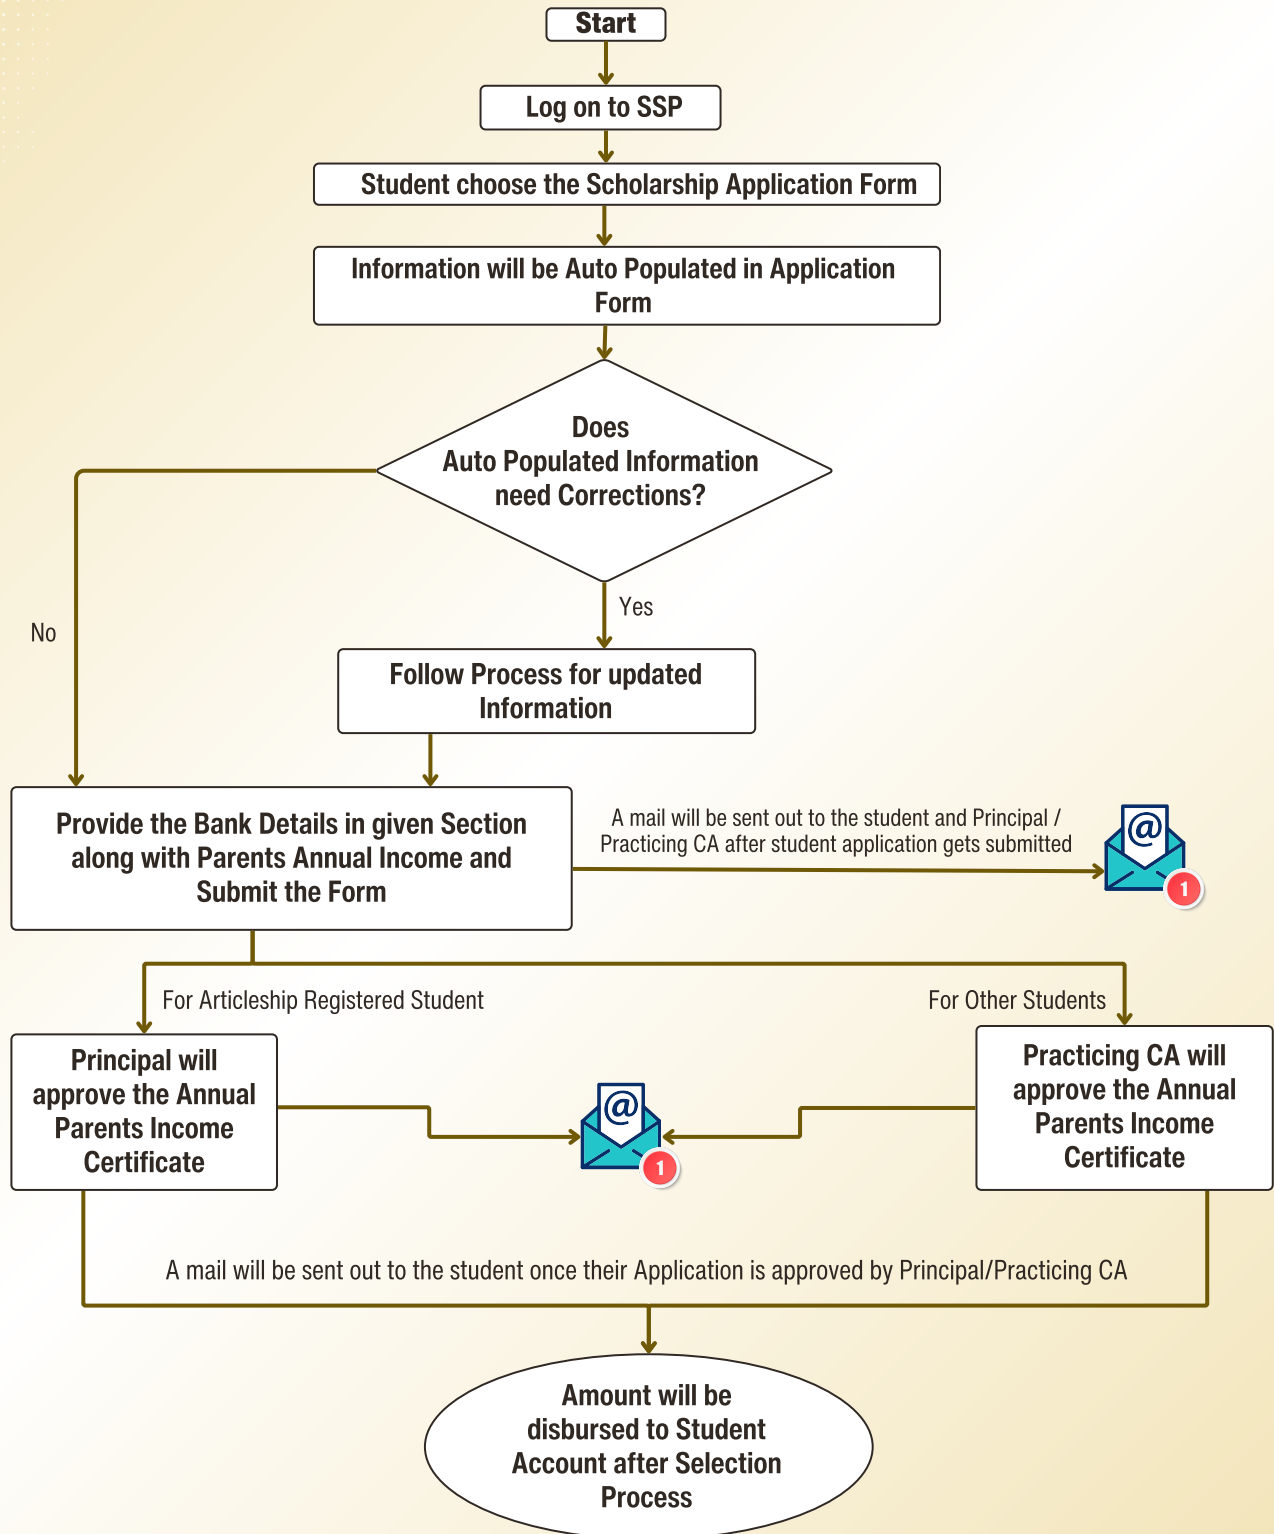 Start
Log on to SSP
Student choose the Scholarship Application Form
Information will be Auto Populated in Application
Form
Does
Auto Populated Information
need Corrections?
No
Yes
Follow Process for updated
Information
Provide the Bank Details in given Section
along with Parents Annual Income and
Submit the Form
A mail will be sent out to the student and Principal /
Practicing CA after student application gets submitted
@
1
For Articleship Registered Student
For Other Students
Principal will
approve the Annual
Parents Income
Certificate
@
1
Practicing CA will
approve the Annual
Parents Income
Certificate
A mail will be sent out to the student once their Application is approved by Principal/Practicing CA
Amount will be
disbursed to Student
Account after Selection
Process